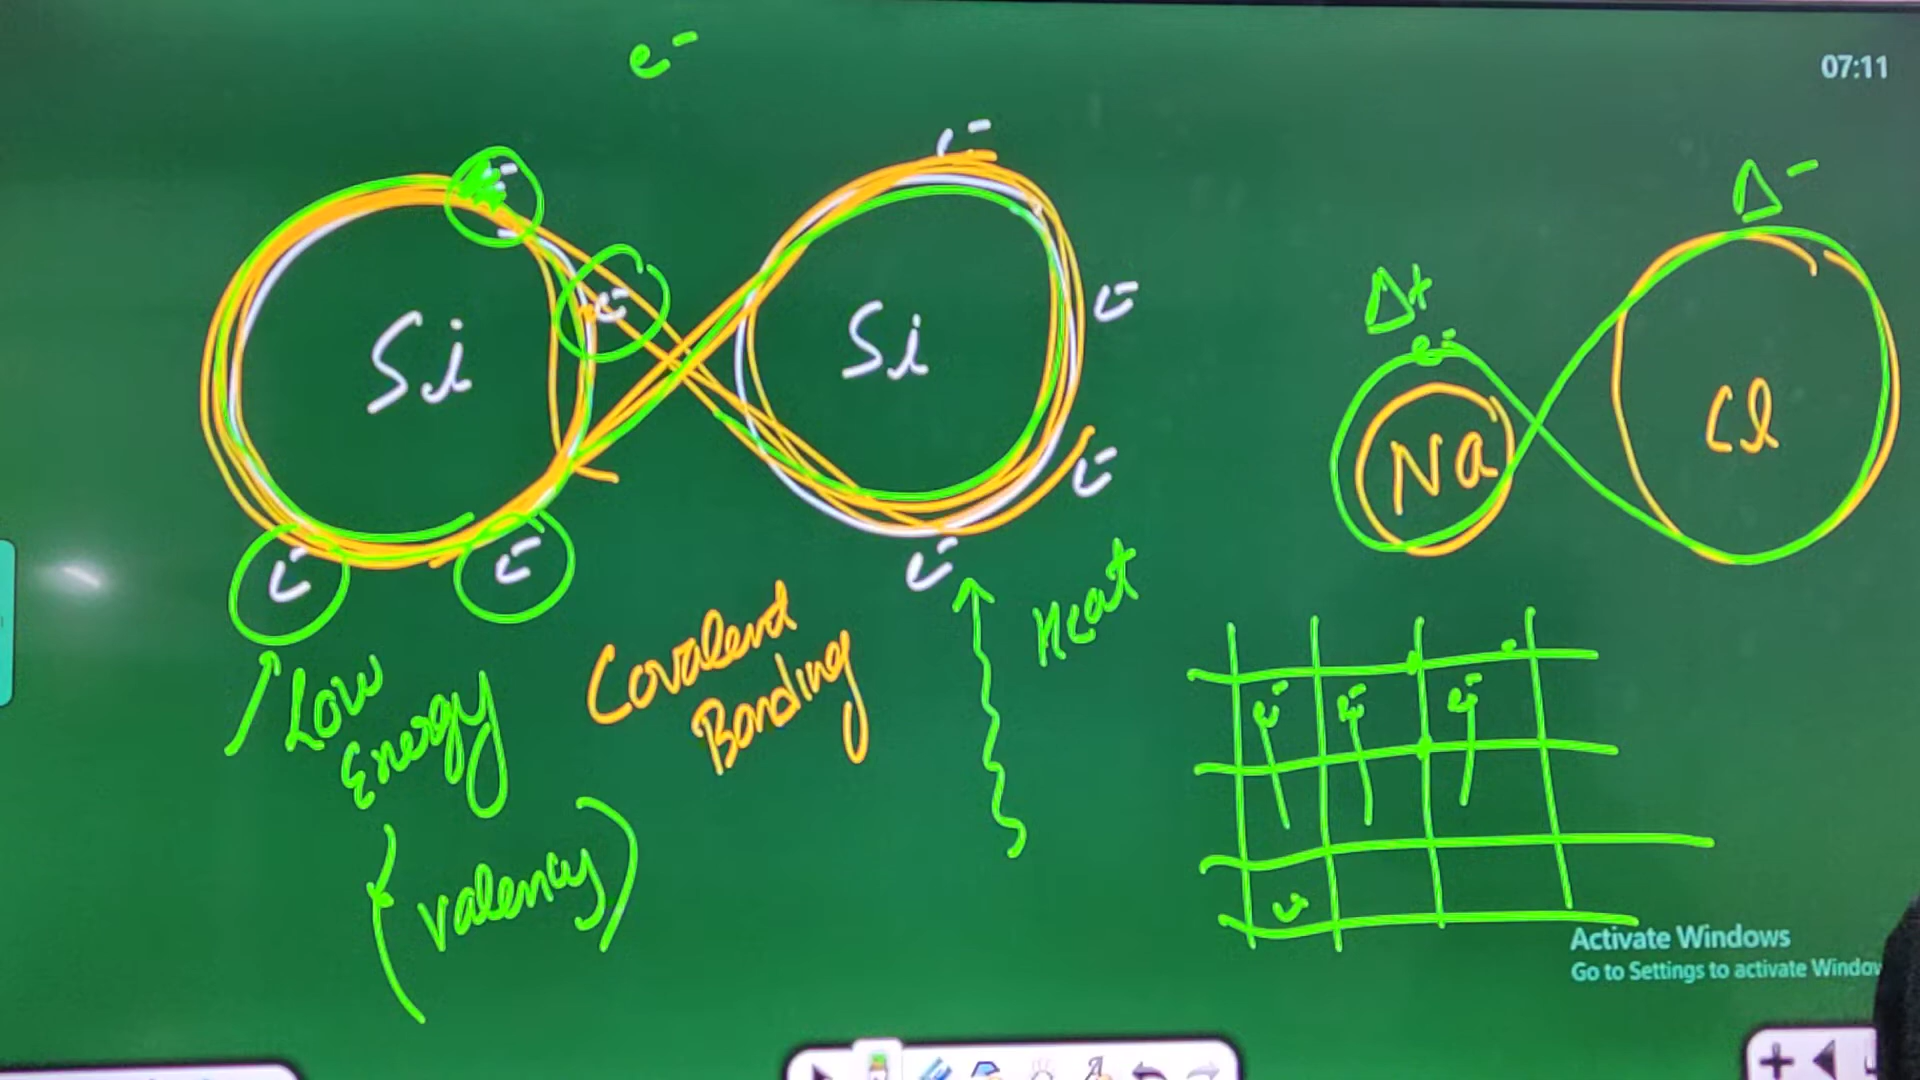 e⁻
07:11
e⁻
Δ⁻
e⁻
e⁻
Δ+
e⁻
Si
Si
Na
Cl
e⁻
e⁻
e⁻
e⁻
Heat
Low
Energy
Covalend
Bonding
(valency)
e⁻ e⁻ e⁻
Activate Windows
Go to Settings to activate Window